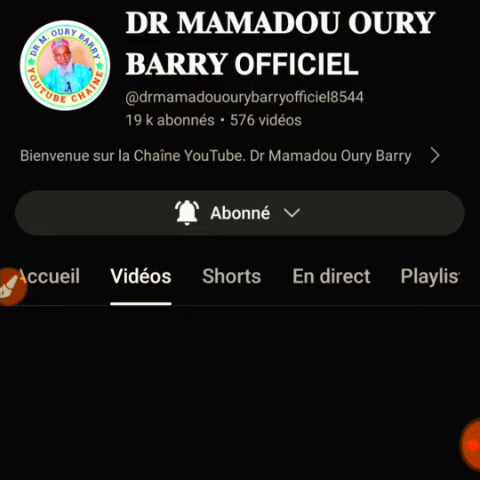 DR M. OURY BARRY
YOUTUBE CHAINE
DR MAMADOU OURY
BARRY OFFICIEL
@drmamadouourybarryofficiel8544
19 k abonnés • 576 vidéos
Bienvenue sur la Chaîne YouTube. Dr Mamadou Oury Barry
Abonné
Accueil Vidéos Shorts En direct Playlis